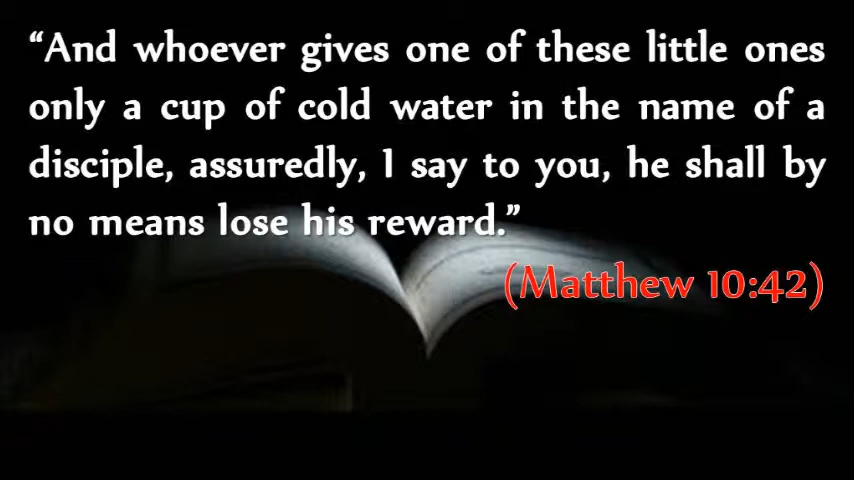 “And whoever gives one of these little ones
only a cup of cold water in the name of a
disciple, assuredly, I say to you, he shall by
no means lose his reward.”
(Matthew 10:42)